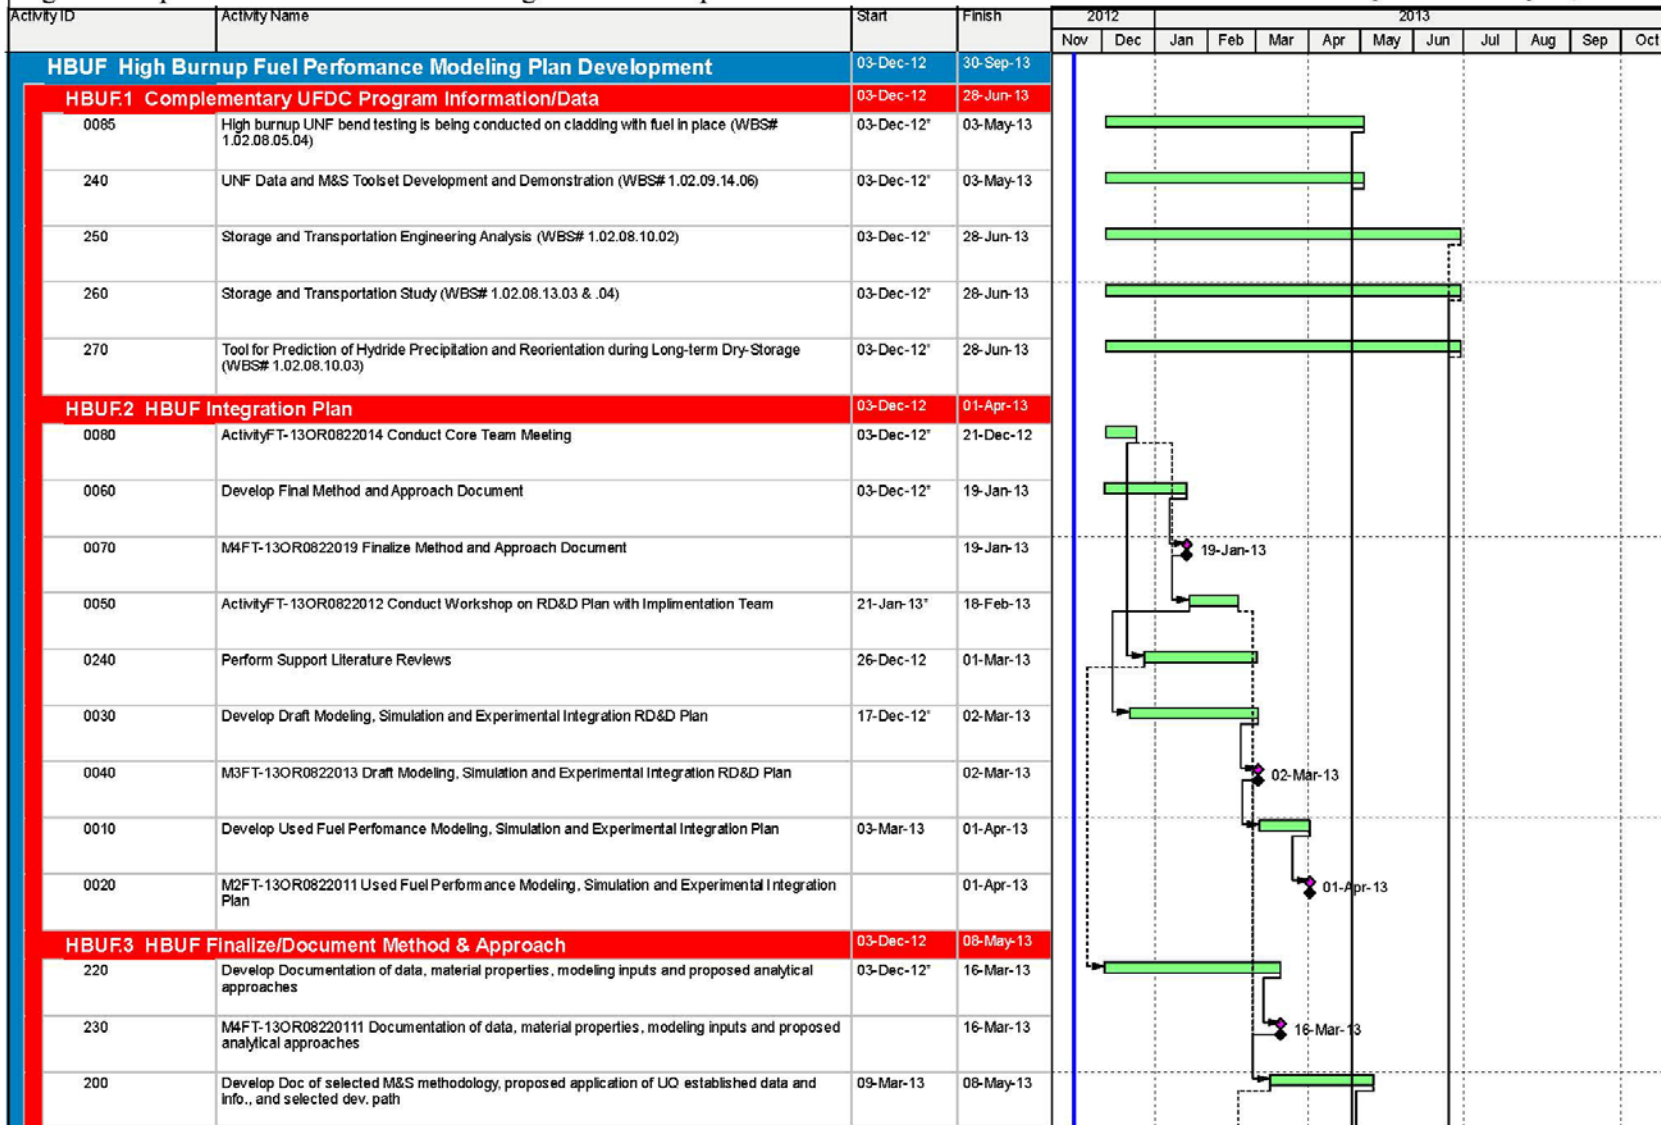 Activity ID Activity Name Start Finish 2012 2013
Nov Dec Jan Feb Mar Apr May Jun Jul Aug Sep Oct
HBUF High Burnup Fuel Perfomance Modeling Plan Development 03-Dec-12 30-Sep-13
HBUF.1 Complementary UFDC Program Information/Data 03-Dec-12 28-Jun-13
0085 High burnup UNF bend testing is being conducted on cladding with fuel in place (WBS# 03-Dec-12* 03-May-13
1.02.08.05.04)
240 UNF Data and M&S Toolset Development and Demonstration (WBS# 1.02.09.14.06) 03-Dec-12* 03-May-13
250 Storage and Transportation Engineering Analysis (WBS# 1.02.08.10.02) 03-Dec-12* 28-Jun-13
260 Storage and Transportation Study (WBS# 1.02.08.13.03 & .04) 03-Dec-12* 28-Jun-13
270 Tool for Prediction of Hydride Precipitation and Reorientation during Long-term Dry-Storage 03-Dec-12* 28-Jun-13
(WBS# 1.02.08.10.03)
HBUF.2 HBUF Integration Plan 03-Dec-12 01-Apr-13
0080 ActivityFT-13OR0822014 Conduct Core Team Meeting 03-Dec-12* 21-Dec-12
0060 Develop Final Method and Approach Document 03-Dec-12* 19-Jan-13
0070 M4FT-13OR0822019 Finalize Method and Approach Document 19-Jan-13 19-Jan-13
0050 ActivityFT-13OR0822012 Conduct Workshop on RD&D Plan with Implimentation Team 21-Jan-13* 18-Feb-13
0240 Perform Support Literature Reviews 26-Dec-12 01-Mar-13
0030 Develop Draft Modeling, Simulation and Experimental Integration RD&D Plan 17-Dec-12* 02-Mar-13
0040 M3FT-13OR0822013 Draft Modeling, Simulation and Experimental Integration RD&D Plan 02-Mar-13 02-Mar-13
0010 Develop Used Fuel Perfomance Modeling, Simulation and Experimental Integration Plan 03-Mar-13 01-Apr-13
0020 M2FT-13OR0822011 Used Fuel Performance Modeling, Simulation and Experimental Integration 01-Apr-13 01-Apr-13
Plan
HBUF.3 HBUF Finalize/Document Method & Approach 03-Dec-12 08-May-13
220 Develop Documentation of data, material properties, modeling inputs and proposed analytical 03-Dec-12* 16-Mar-13
approaches
230 M4FT-13OR08220111 Documentation of data, material properties, modeling inputs and proposed 16-Mar-13 16-Mar-13
analytical approaches
200 Develop Doc of selected M&S methodology, proposed application of UQ established data and 09-Mar-13 08-May-13
info., and selected dev. path